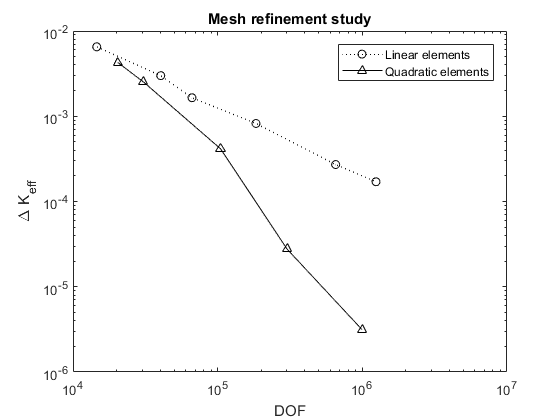 Mesh refinement study
Linear elements
Quadratic elements
10^-2
10^-3
10^-4
10^-5
10^-6
Δ K_eff
10^4
10^5
10^6
10^7
DOF